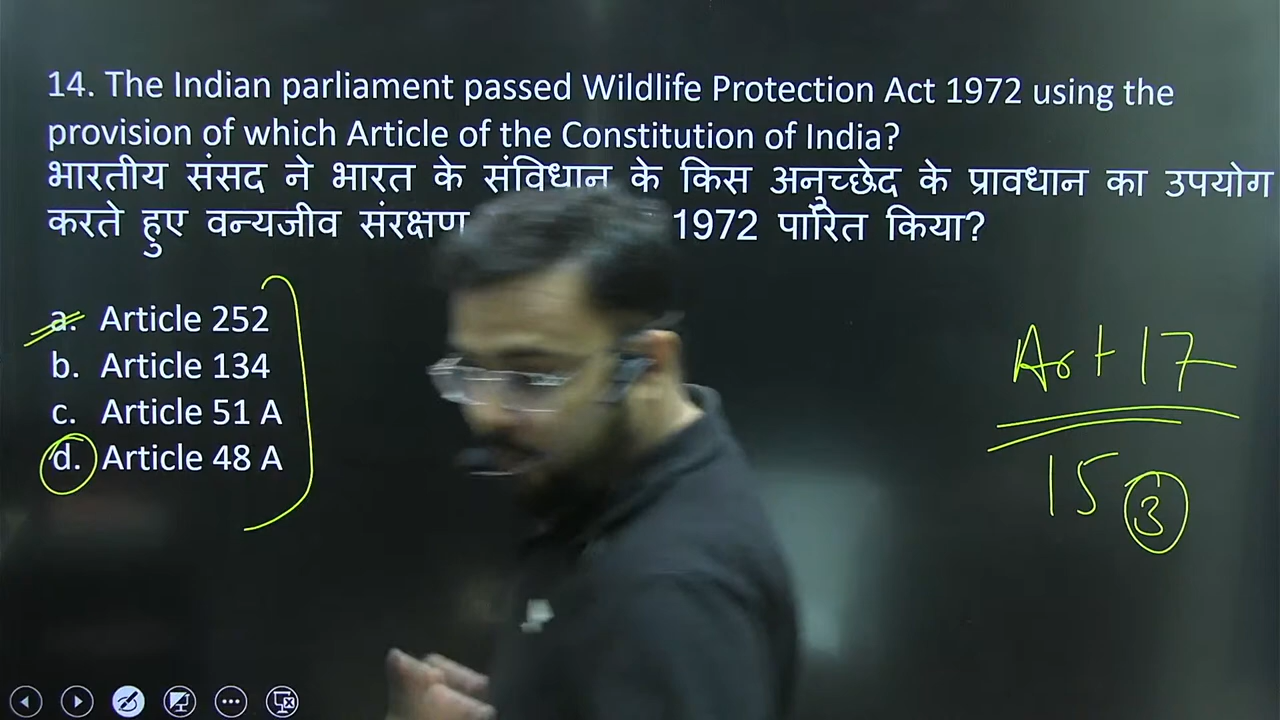 14. The Indian parliament passed Wildlife Protection Act 1972 using the
provision of which Article of the Constitution of India?
भारतीय संसद ने भारत के संविधान के किस अनुच्छेद के प्रावधान का उपयोग
करते हुए वन्यजीव संरक्षण 1972 पारित किया?
a. Article 252
b. Article 134
c. Article 51 A
d. Article 48 A
Art 17
15 3